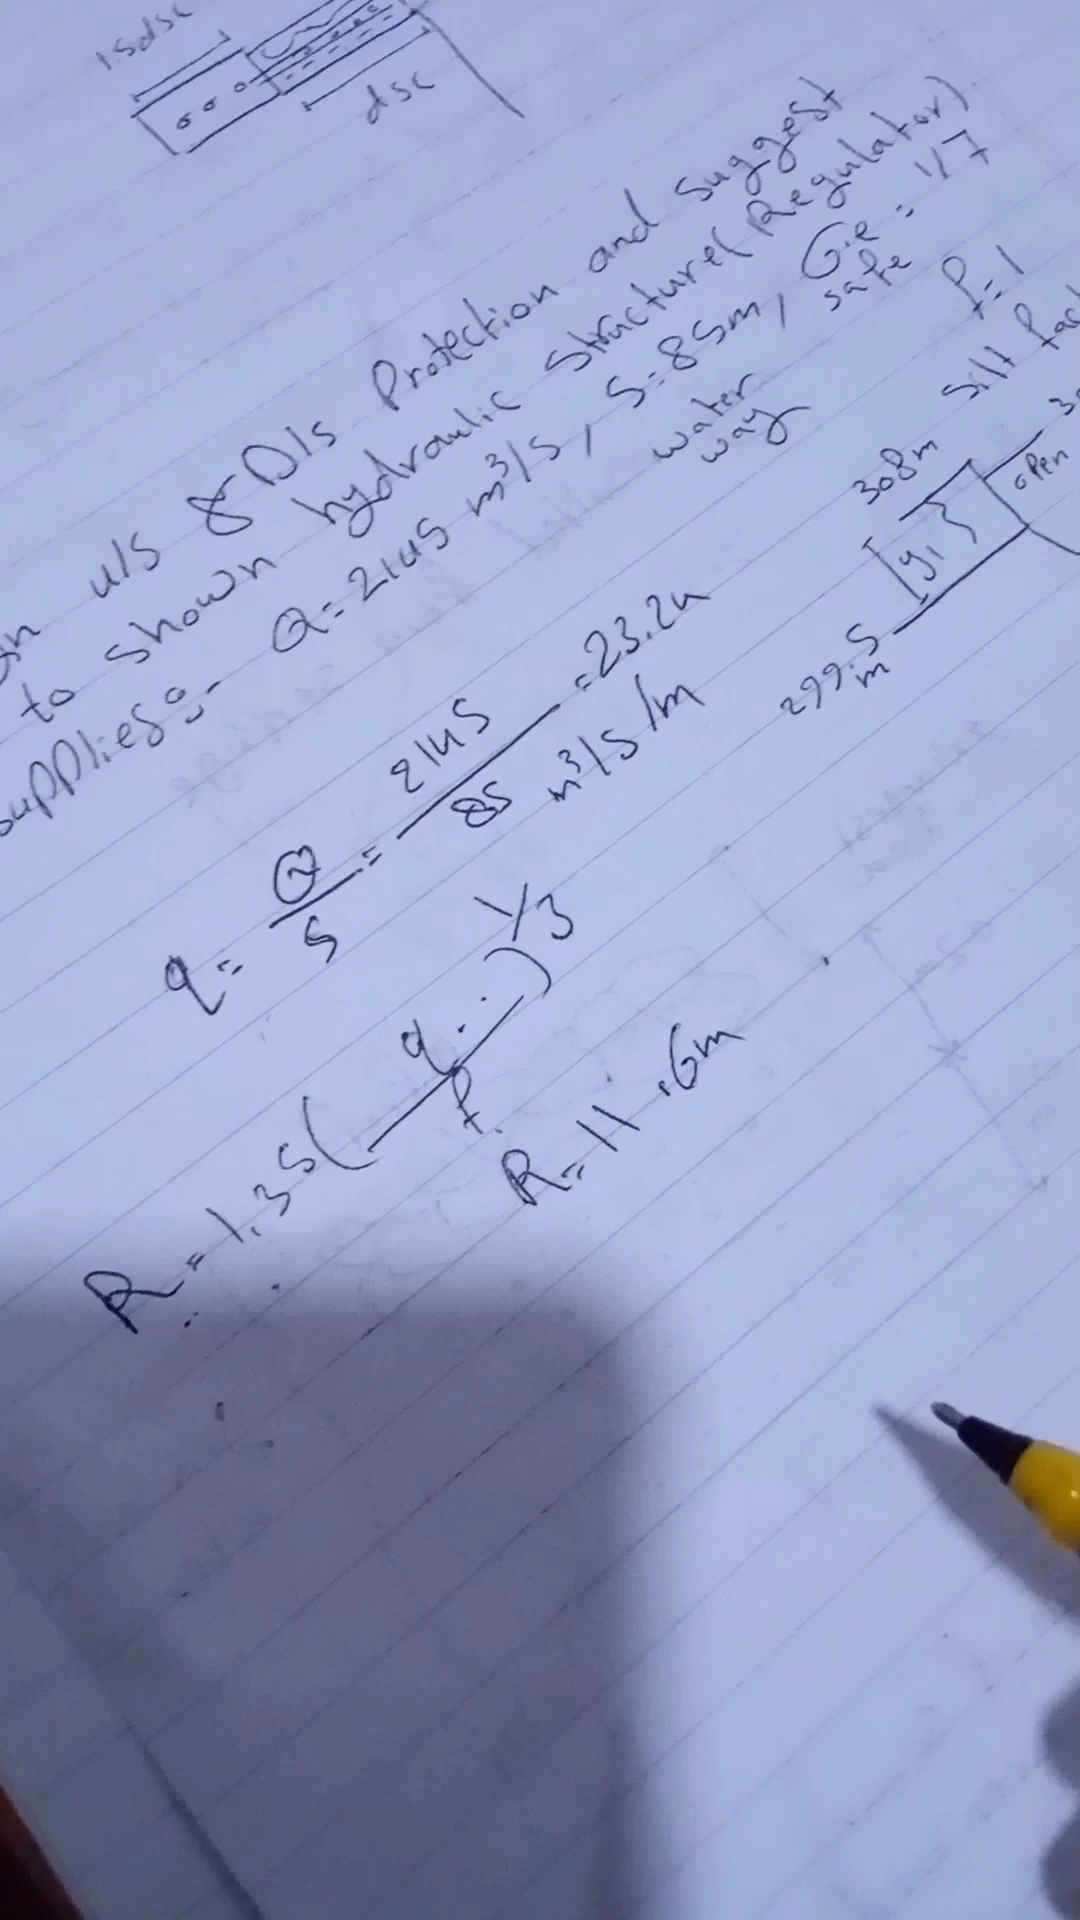 1.5dsc
dsc
u/s & D/s Protection and suggest
to shown hydraulic structure (Regulator)
supplies:- Q=2145 m³/s, S=85m, G.e safe = 1/7
water way
f=1
silt
308m
open
y1
299.5 m
q = Q/S = 2145/85 = 23.24 m³/s/m
R = 1.35 (q../f.)^1/3
R = 11.6m